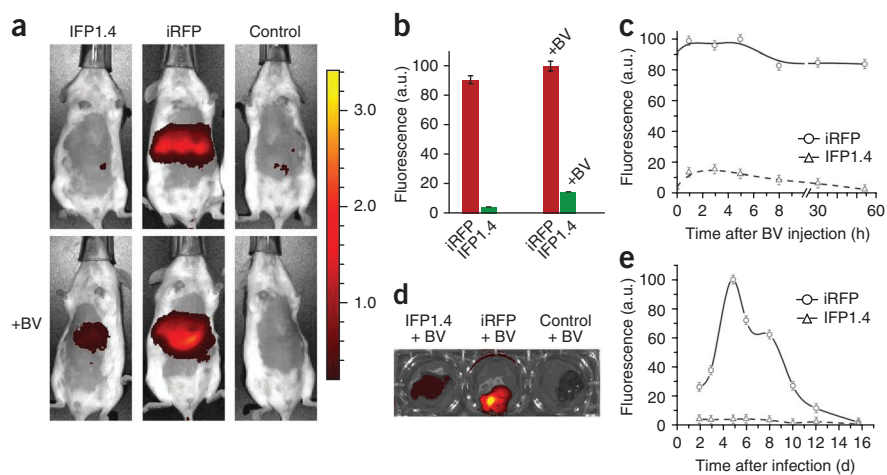 a
IFP1.4
iRFP
Control
+BV
3.0
2.0
1.0
b
Fluorescence (a.u.)
100
80
60
40
20
0
+BV
+BV
iRFP
IFP1.4
iRFP
IFP1.4
c
Fluorescence (a.u.)
100
80
60
40
20
0
iRFP
IFP1.4
0
2
4
6
8
30
60
Time after BV injection (h)
d
IFP1.4
+ BV
iRFP
+ BV
Control
+ BV
e
Fluorescence (a.u.)
100
80
60
40
20
0
iRFP
IFP1.4
0
2
4
6
8
10
12
14
16
Time after infection (d)